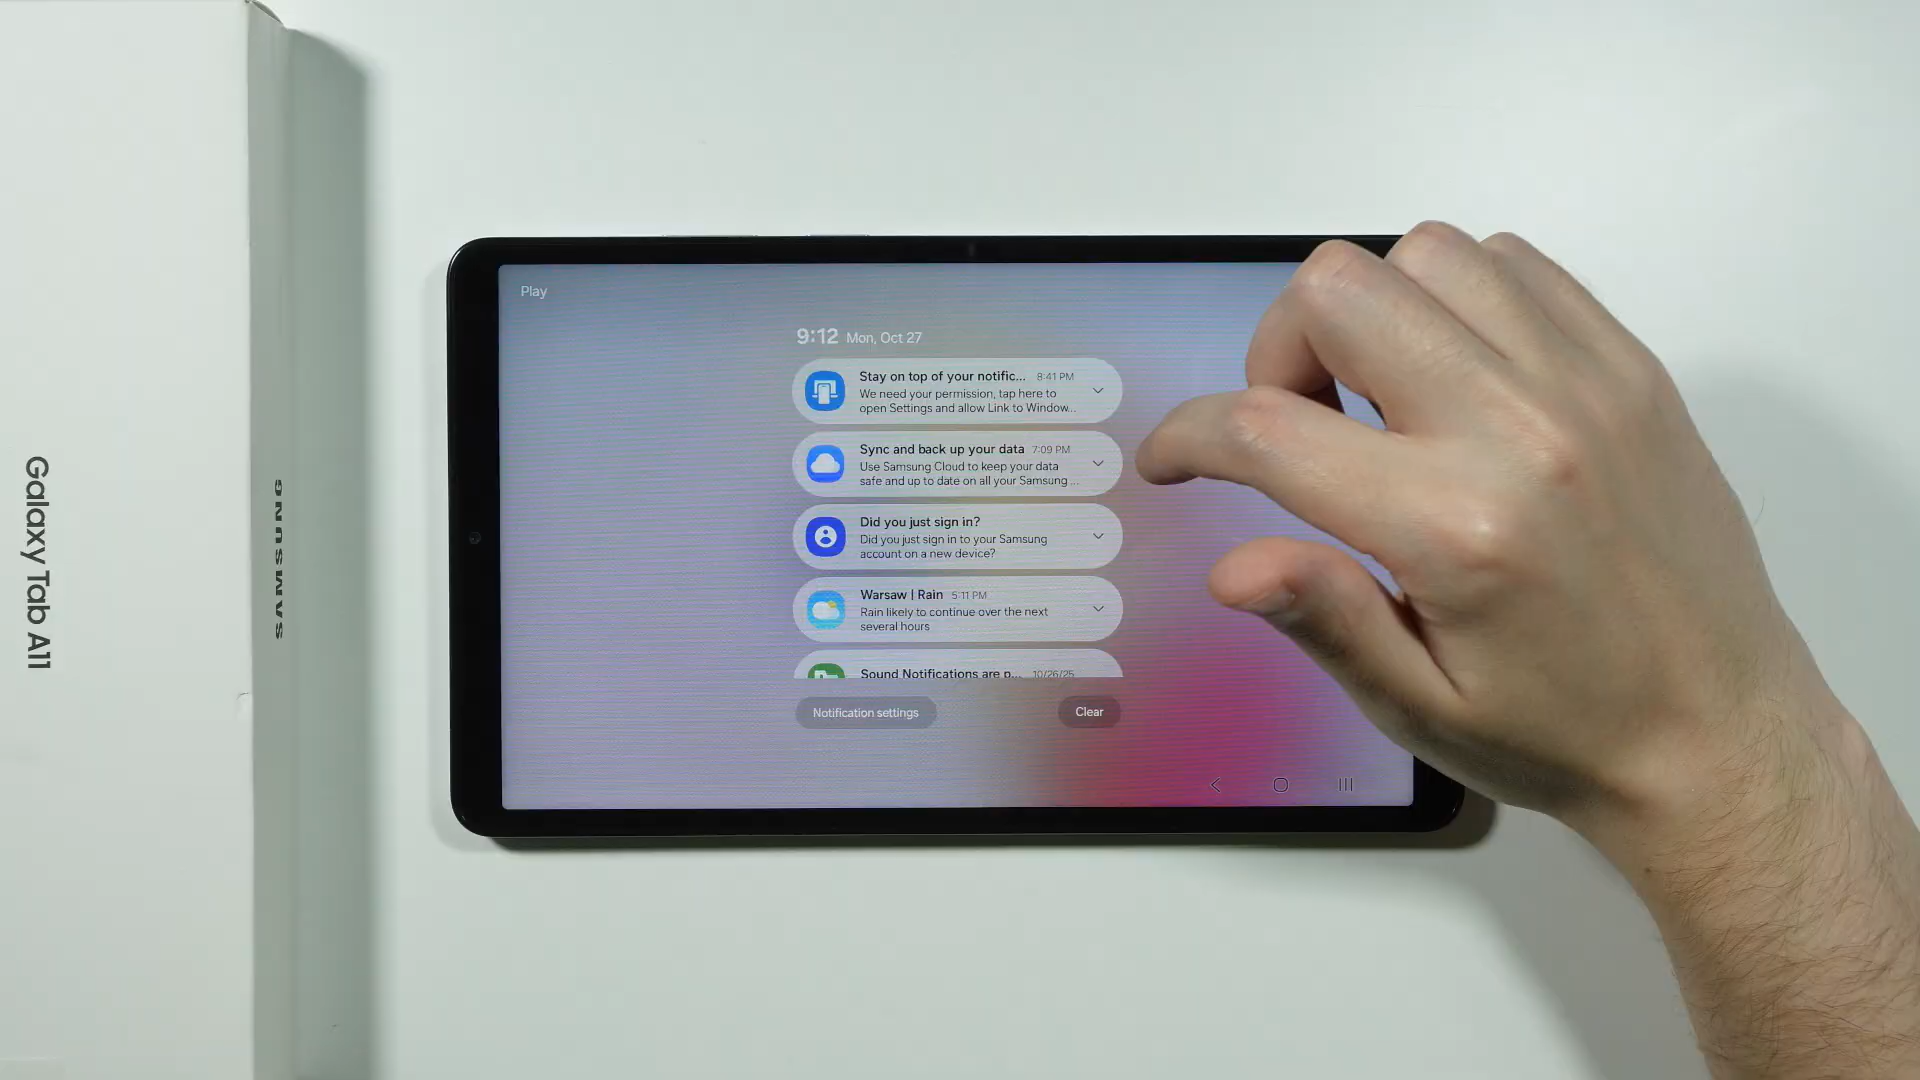 Galaxy Tab A11
SAMSUNG
Play
9:12 Mon, Oct 27
Stay on top of your notific... 8:41 PM
We need your permission, tap here to
open Settings and allow Link to Window...
Sync and back up your data 7:09 PM
Use Samsung Cloud to keep your data
safe and up to date on all your Samsung ...
Did you just sign in?
Did you just sign in to your Samsung
account on a new device?
Warsaw | Rain 5:11 PM
Rain likely to continue over the next
several hours
Sound Notifications are p... 10/26/25
Notification settings
Clear